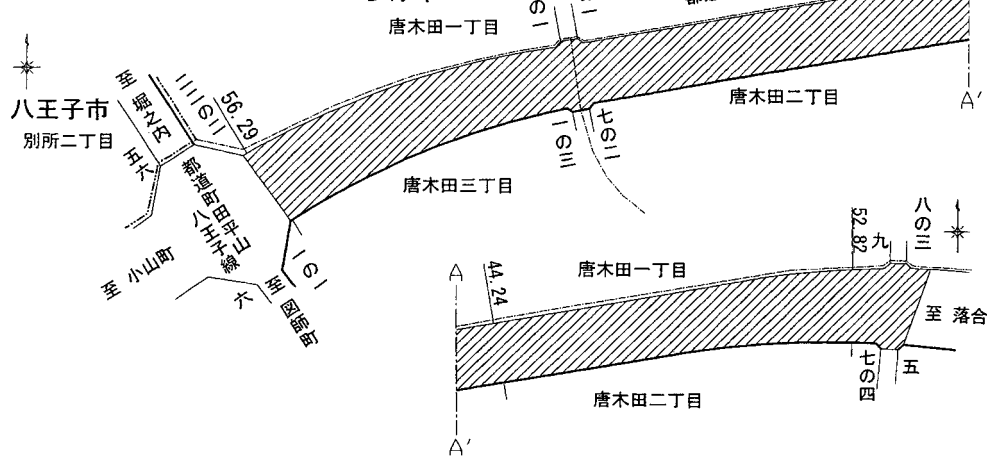 の一
唐木田一丁目
A'
八王子市
別所二丁目
至 堀之内
二二の二
56.29
五六
都道町田平山八王子線
至 小山町
六
一の一
至 図師町
唐木田三丁目
一の三
七の二
唐木田二丁目
A
44.24
唐木田一丁目
52.82
九
八の三
至 落合
七の四
五
唐木田二丁目
A'